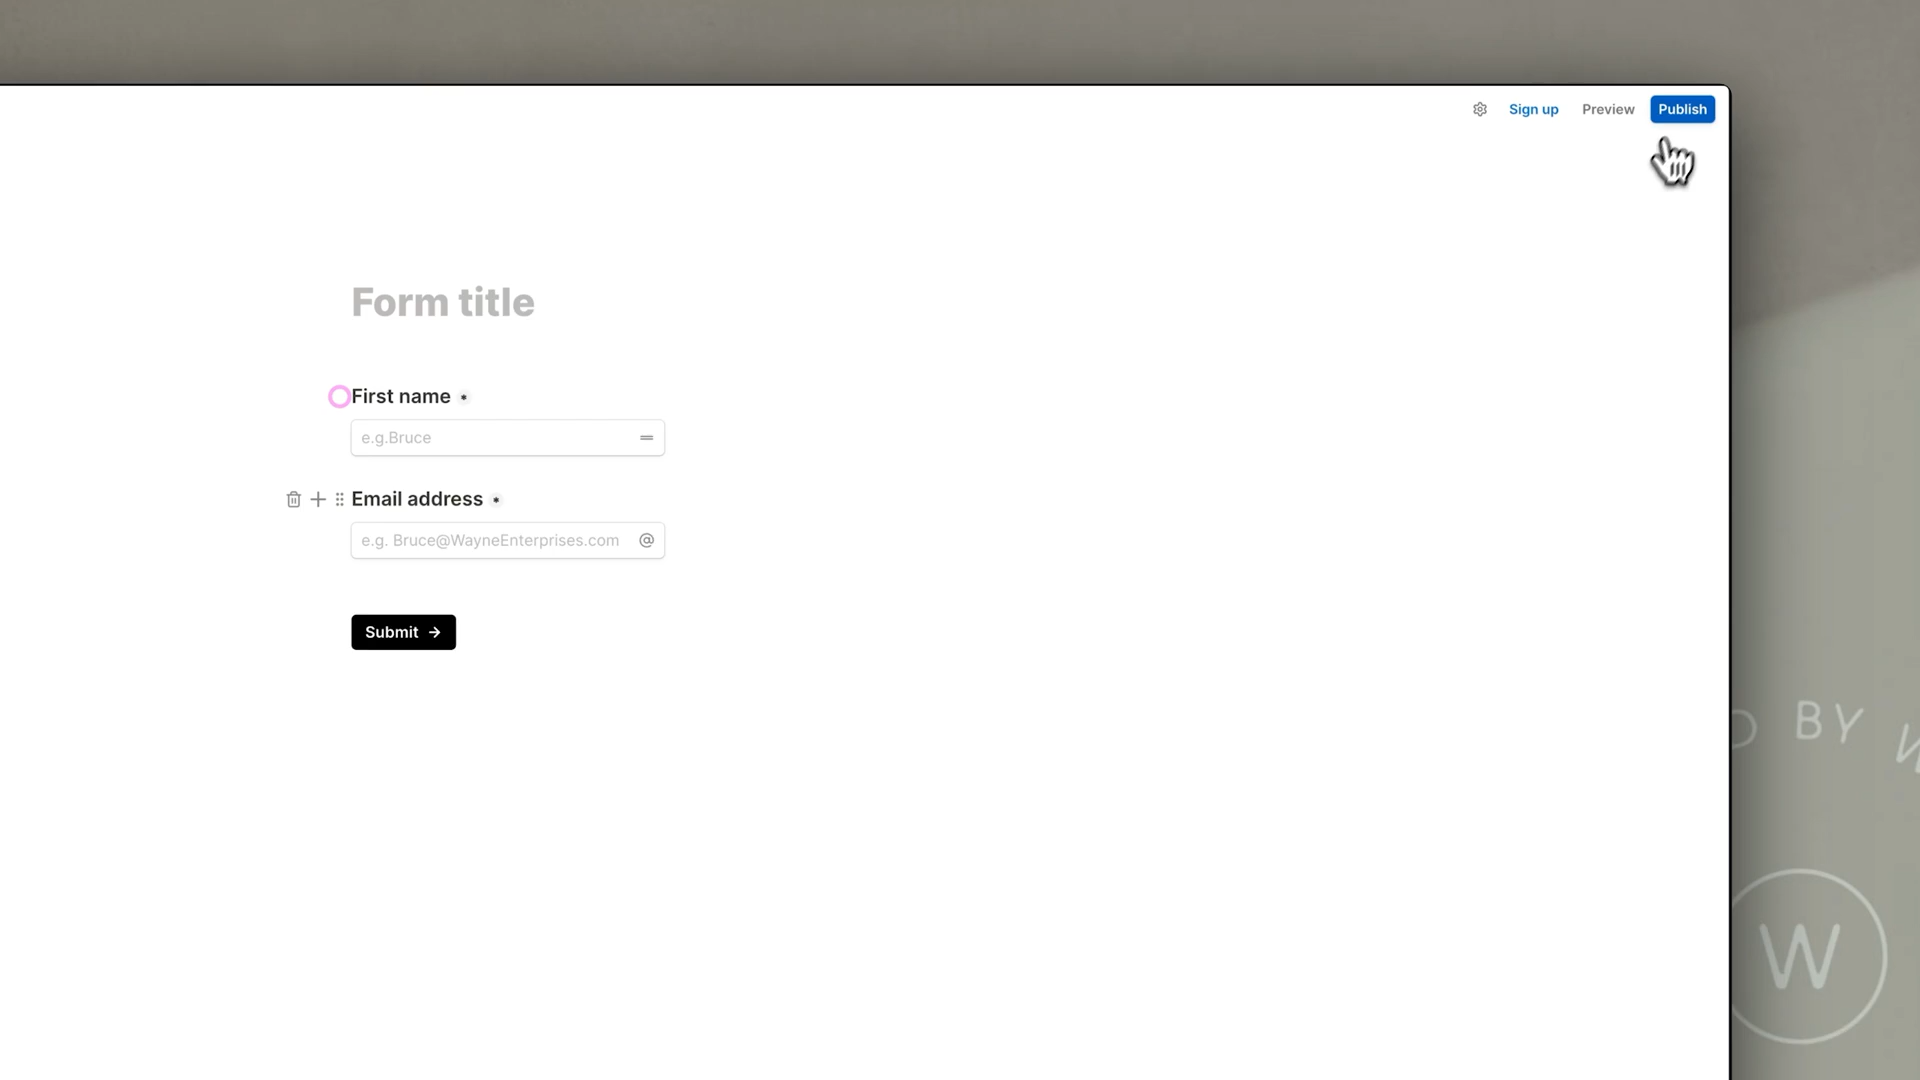 Sign up Preview Publish
Form title
First name *
e.g.Bruce
Email address *
e.g. Bruce@WayneEnterprises.com @
Submit →
BY
W